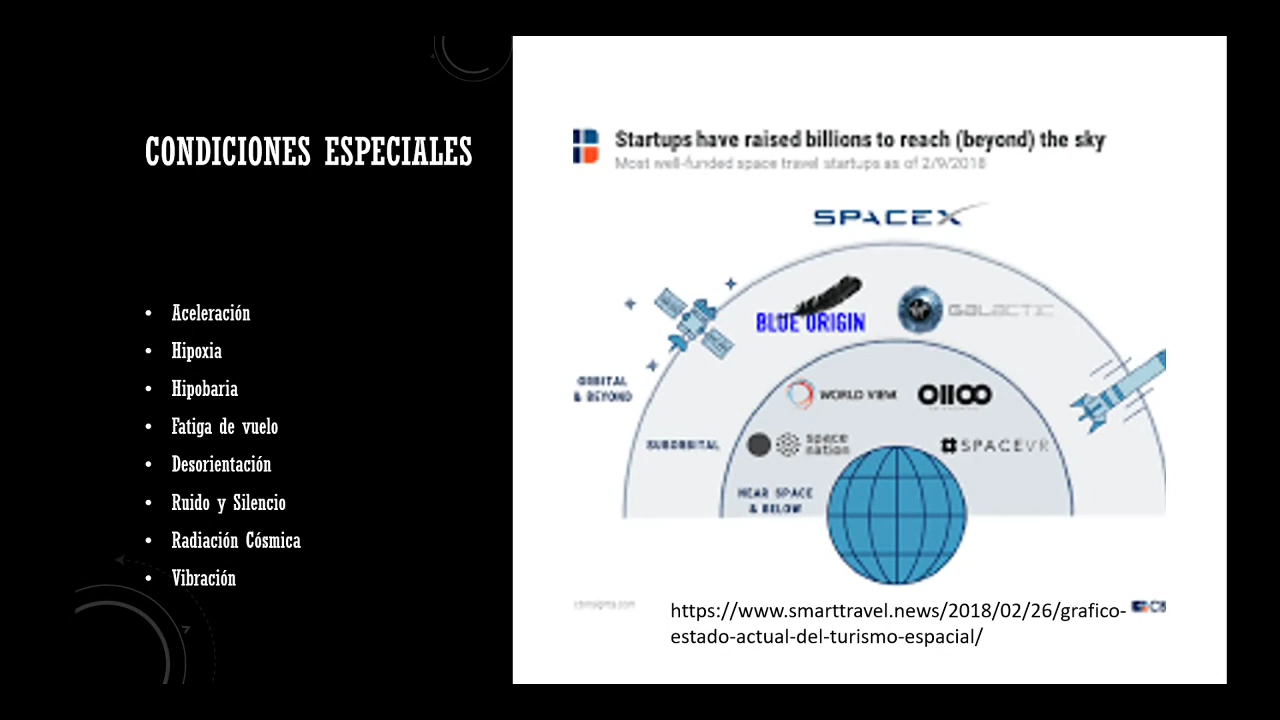 CONDICIONES ESPECIALES
• Aceleración
• Hipoxia
• Hipobaria
• Fatiga de vuelo
• Desorientación
• Ruido y Silencio
• Radiación Cósmica
• Vibración
Startups have raised billions to reach (beyond) the sky
Most well-funded space travel startups as of 2/9/2018
SPACEX
BLUE ORIGIN
GALACTIC
ORBITAL
& BEYOND
WORLD VIEW
SUBORBITAL
space
nation
SPACEVR
NEAR SPACE
& BELOW
cbinsights.com
https://www.smarttravel.news/2018/02/26/grafico-
estado-actual-del-turismo-espacial/
CB